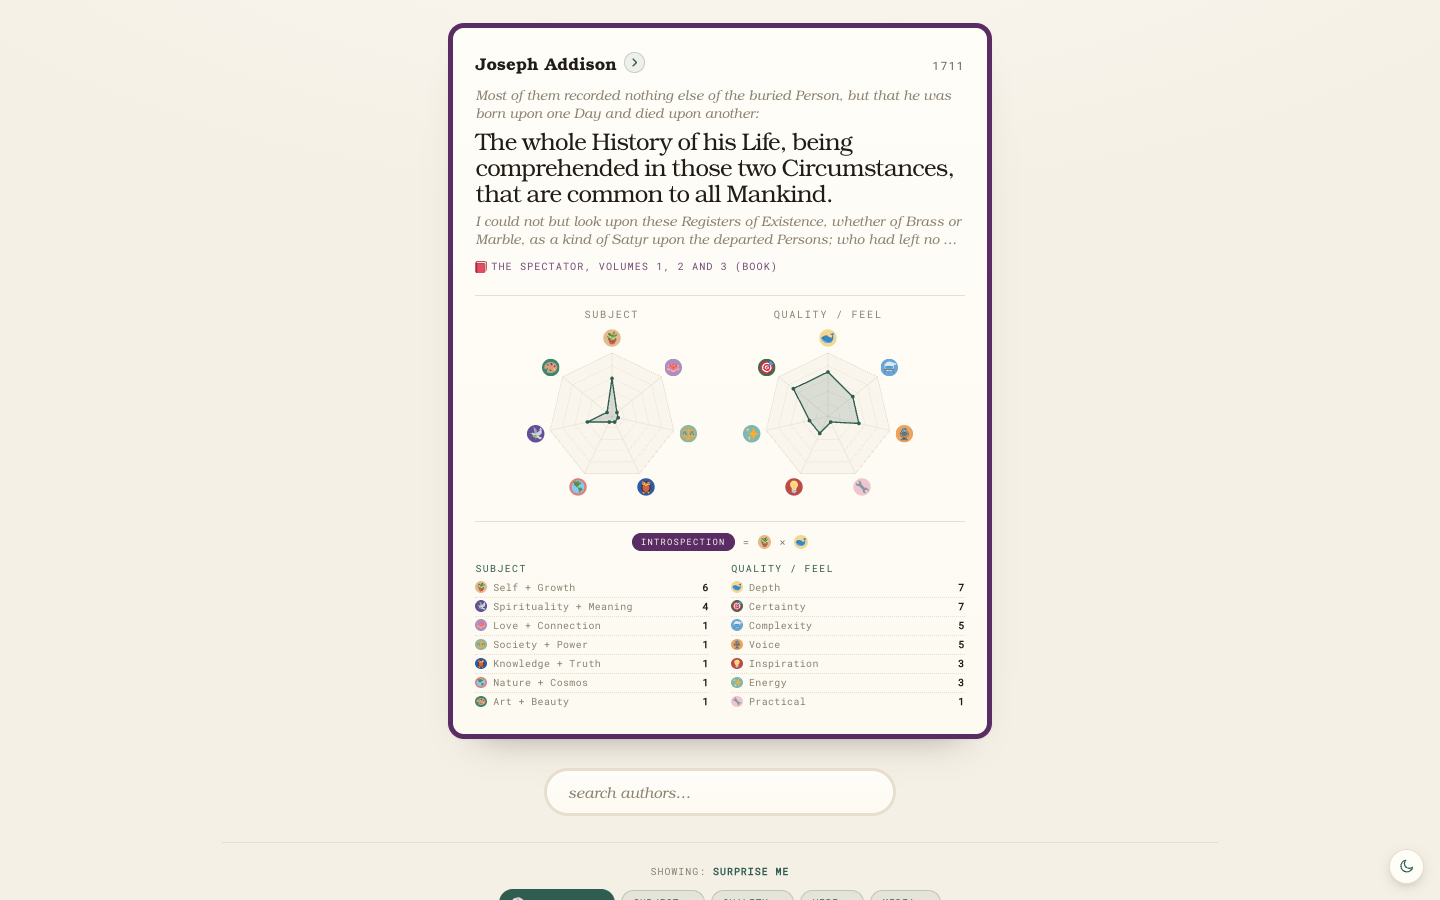 Joseph Addison
1711
Most of them recorded nothing else of the buried Person, but that he was
born upon one Day and died upon another:
The whole History of his Life, being
comprehended in those two Circumstances,
that are common to all Mankind.
I could not but look upon these Registers of Existence, whether of Brass or
Marble, as a kind of Satyr upon the departed Persons; who had left no …
THE SPECTATOR, VOLUMES 1, 2 AND 3 (BOOK)
SUBJECT
QUALITY / FEEL
INTROSPECTION = ×
SUBJECT
Self + Growth 6
Spirituality + Meaning 4
Love + Connection 1
Society + Power 1
Knowledge + Truth 1
Nature + Cosmos 1
Art + Beauty 1
QUALITY / FEEL
Depth 7
Certainty 7
Complexity 5
Voice 5
Inspiration 3
Energy 3
Practical 1
search authors...
SHOWING: SURPRISE ME